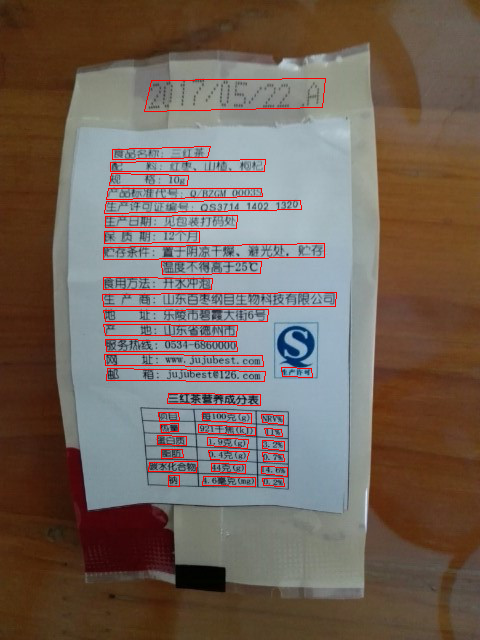 2017/05/22 A
食品名称：三红茶
配　　料：红枣、山楂、枸杞
规　　格：10g
产品标准代号：Q/BZGM 0003S
生产许可证编号：QS3714 1402 1320
生产日期：见包装打码处
保 质 期：12个月
贮存条件：置于阴凉干燥、避光处，贮存
温度不得高于25℃
食用方法：开水冲泡
生 产 商：山东百枣纲目生物科技有限公司
地　　址：乐陵市碧霞大街6号
产　　地：山东省德州市
服务热线：0534-6860000
网　　址：www.jujubest.com
邮　　箱：jujubest@126.com
生产许可
三红茶营养成分表
项目 每100克(g) NRV%
热量 921千焦(kj) 11%
蛋白质 1.9克(g) 3.2%
脂肪 0.4克(g) 0.7%
碳水化合物 44克(g) 14.6%
钠 4.6毫克(mg) 0.2%